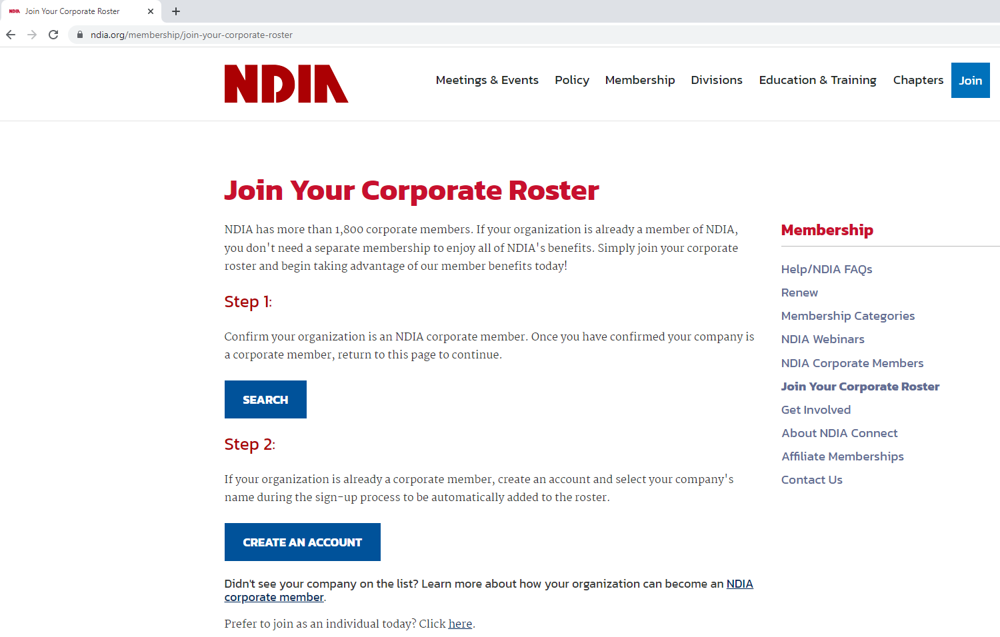 NDIA Join Your Corporate Roster
ndia.org/membership/join-your-corporate-roster
NDIA
Meetings & Events Policy Membership Divisions Education & Training Chapters Join
Join Your Corporate Roster
NDIA has more than 1,800 corporate members. If your organization is already a member of NDIA,
you don't need a separate membership to enjoy all of NDIA's benefits. Simply join your corporate
roster and begin taking advantage of our member benefits today!
Step 1:
Confirm your organization is an NDIA corporate member. Once you have confirmed your company is
a corporate member, return to this page to continue.
SEARCH
Step 2:
If your organization is already a corporate member, create an account and select your company's
name during the sign-up process to be automatically added to the roster.
CREATE AN ACCOUNT
Didn't see your company on the list? Learn more about how your organization can become an NDIA
corporate member.
Prefer to join as an individual today? Click here.
Membership
Help/NDIA FAQs
Renew
Membership Categories
NDIA Webinars
NDIA Corporate Members
Join Your Corporate Roster
Get Involved
About NDIA Connect
Affiliate Memberships
Contact Us